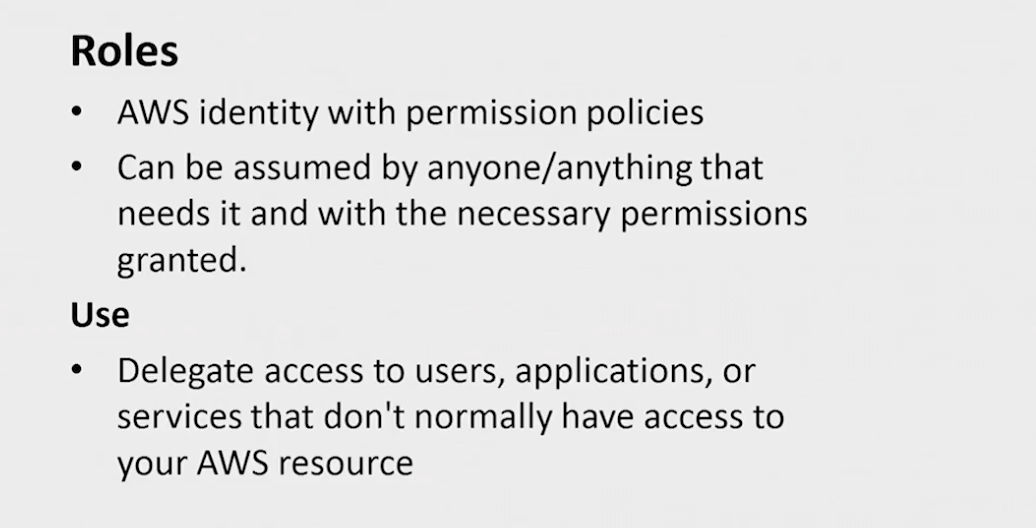 Roles
• AWS identity with permission policies
• Can be assumed by anyone/anything that
needs it and with the necessary permissions
granted.
Use
• Delegate access to users, applications, or
services that don't normally have access to
your AWS resource